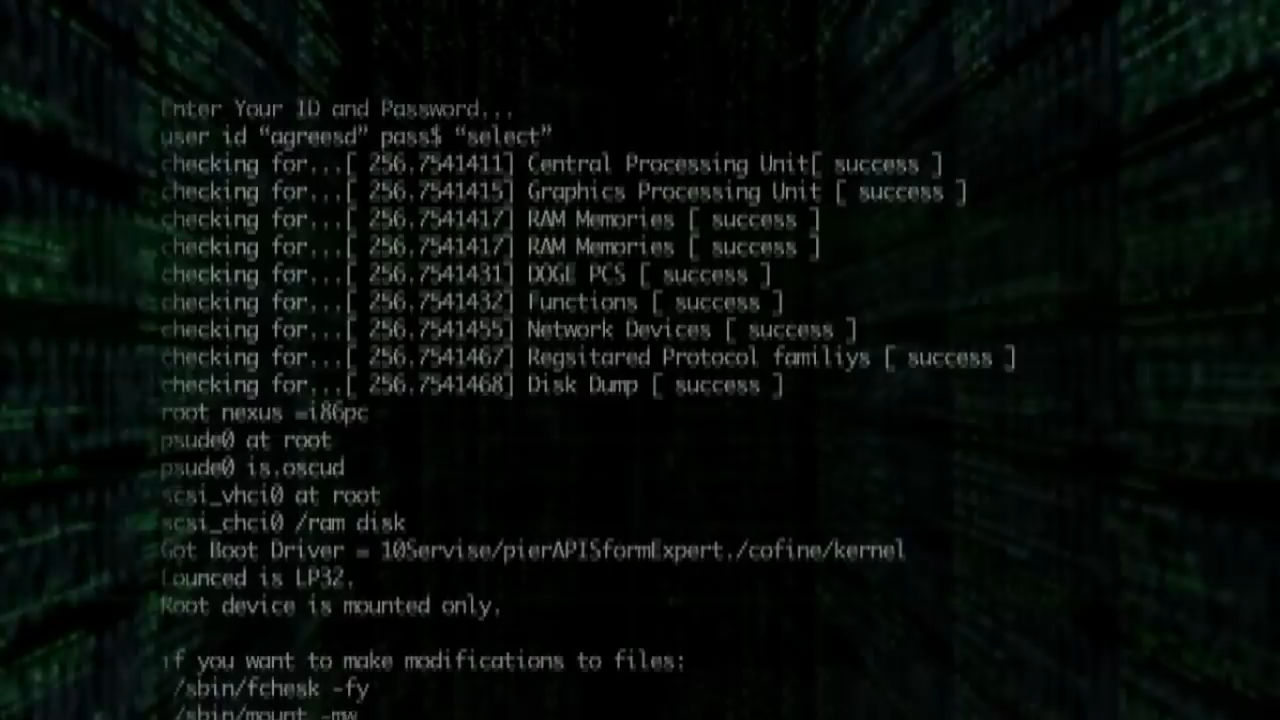 Enter Your ID and Password...
user id “agreesd” pass$ “select”
checking for...[ 256.7541411] Central Processing Unit[ success ]
checking for...[ 256.7541415] Graphics Processing Unit [ success ]
checking for...[ 256.7541417] RAM Memories [ success ]
checking for...[ 256.7541417] RAM Memories [ success ]
checking for...[ 256.7541431] DOGE PCS [ success ]
checking for...[ 256.7541432] Functions [ success ]
checking for...[ 256.7541455] Network Devices [ success ]
checking for...[ 256.7541467] Regsitared Protocol familiys [ success ]
checking for...[ 256.7541468] Disk Dump [ success ]
root nexus =i86pc
psude0 at root
psude0 is.oscud
scsi_vhci0 at root
scsi_chci0 /ram disk
Got Boot Driver = 10Servise/pierAPISformExpert./cofine/kernel
Lounced is LP32.
Root device is mounted only.
if you want to make modifications to files:
/sbin/fchesk -fy
/sbin/mount -mw